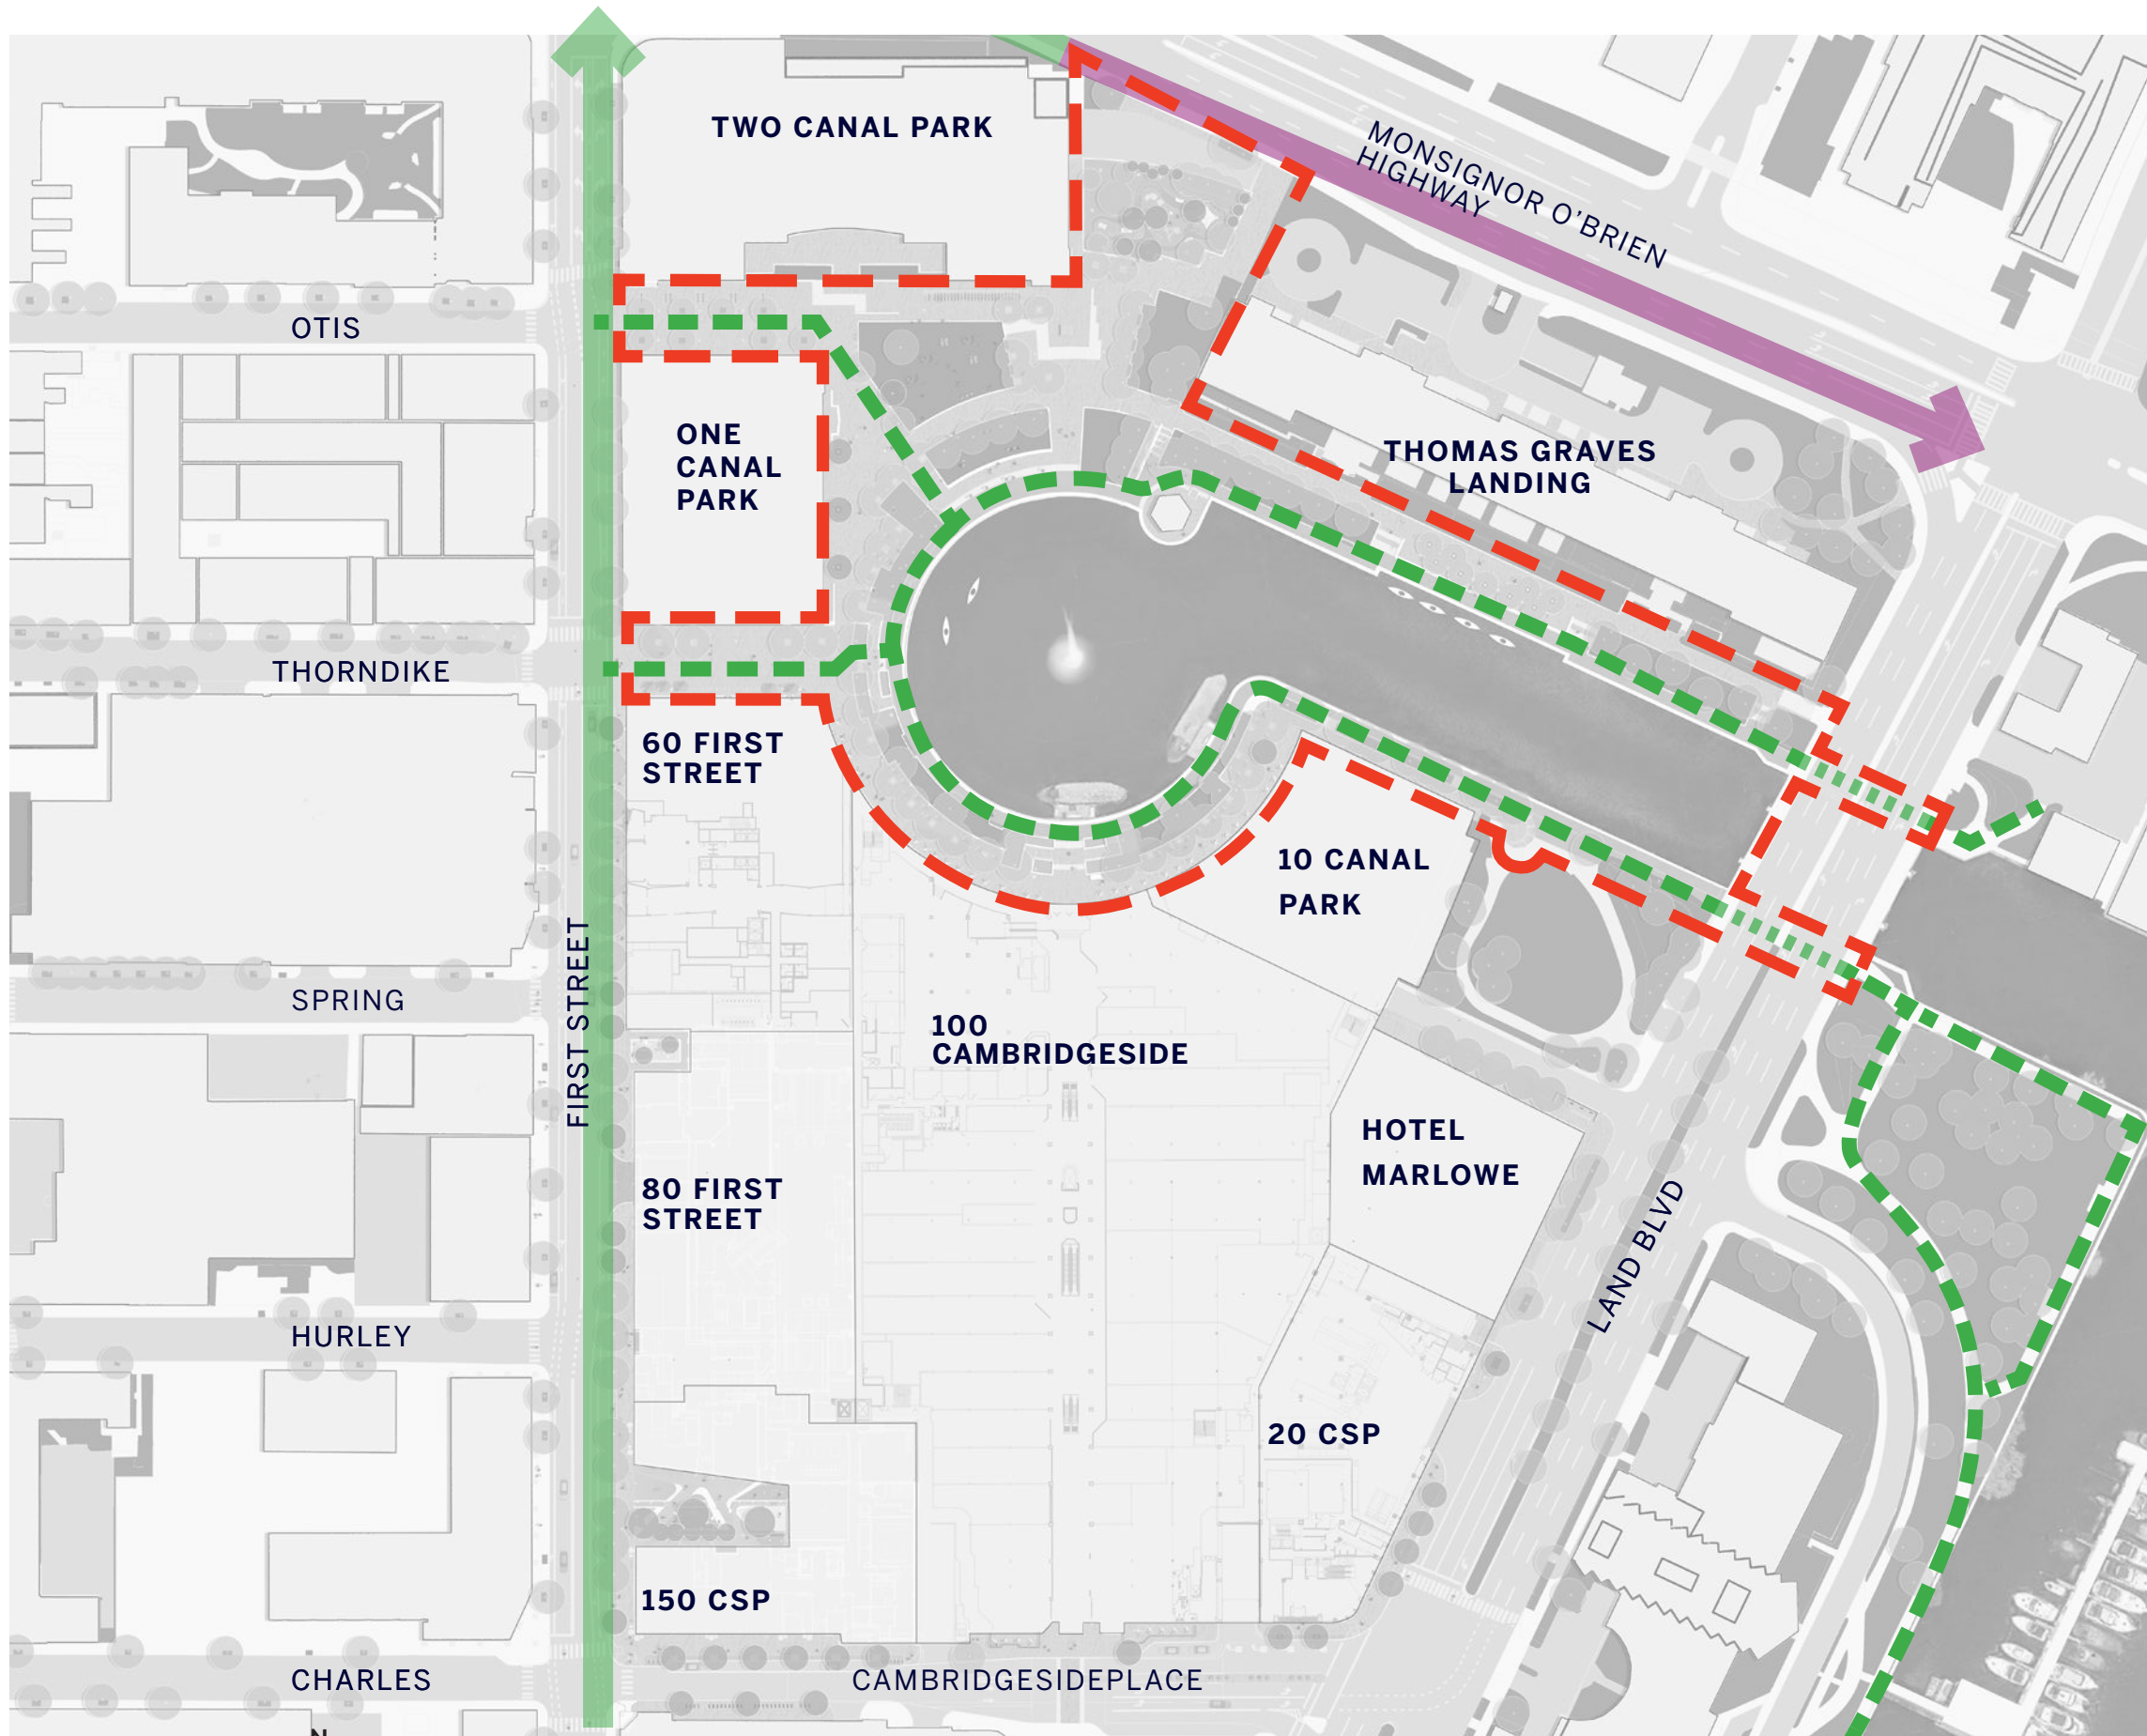 TWO CANAL PARK
MONSIGNOR O'BRIEN
HIGHWAY
OTIS
ONE
CANAL
PARK
THOMAS GRAVES
LANDING
THORNDIKE
60 FIRST
STREET
10 CANAL
PARK
FIRST STREET
SPRING
100
CAMBRIDGESIDE
HOTEL
MARLOWE
80 FIRST
STREET
LAND BLVD
HURLEY
20 CSP
150 CSP
CHARLES
CAMBRIDGESIDEPLACE
N